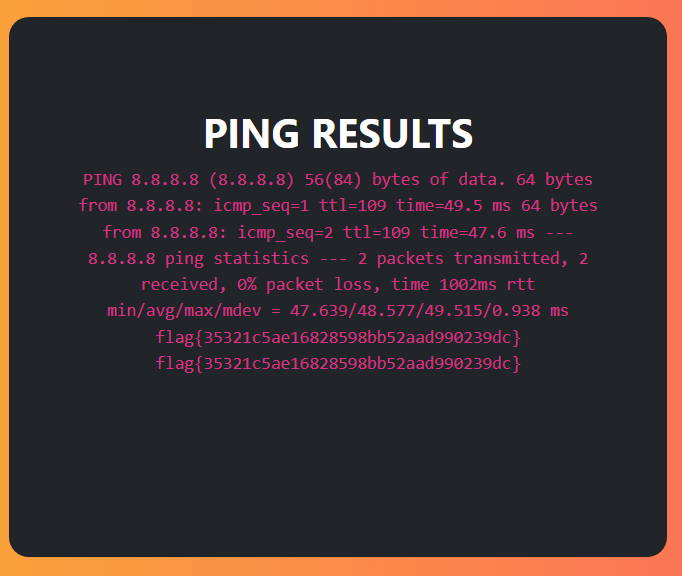 PING RESULTS
PING 8.8.8.8 (8.8.8.8) 56(84) bytes of data. 64 bytes
from 8.8.8.8: icmp_seq=1 ttl=109 time=49.5 ms 64 bytes
from 8.8.8.8: icmp_seq=2 ttl=109 time=47.6 ms ---
8.8.8.8 ping statistics --- 2 packets transmitted, 2
received, 0% packet loss, time 1002ms rtt
min/avg/max/mdev = 47.639/48.577/49.515/0.938 ms
flag{35321c5ae16828598bb52aad990239dc}
flag{35321c5ae16828598bb52aad990239dc}